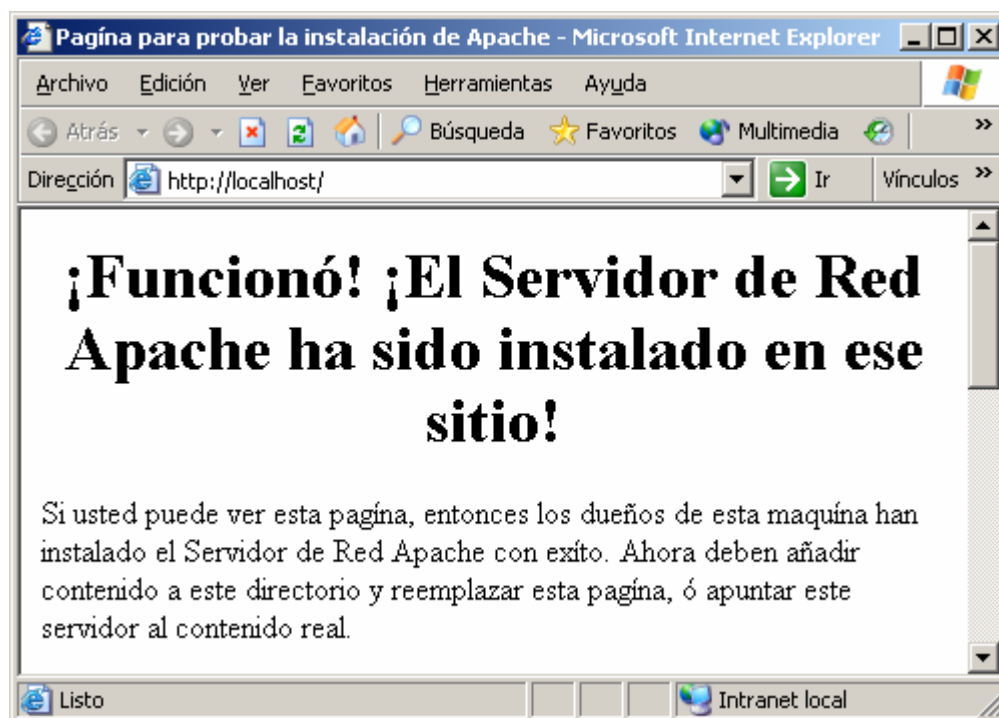 Pagína para probar la instalación de Apache - Microsoft Internet Explorer
Archivo Edición Ver Favoritos Herramientas Ayuda
Atrás Búsqueda Favoritos Multimedia »
Dirección http://localhost/ Ir Vínculos »
¡Funcionó! ¡El Servidor de Red
Apache ha sido instalado en ese
sitio!
Si usted puede ver esta pagína, entonces los dueños de esta maquína han
instalado el Servidor de Red Apache con exíto. Ahora deben añadir
contenido a este directorio y reemplazar esta pagína, ó apuntar este
servidor al contenido real.
Listo Intranet local